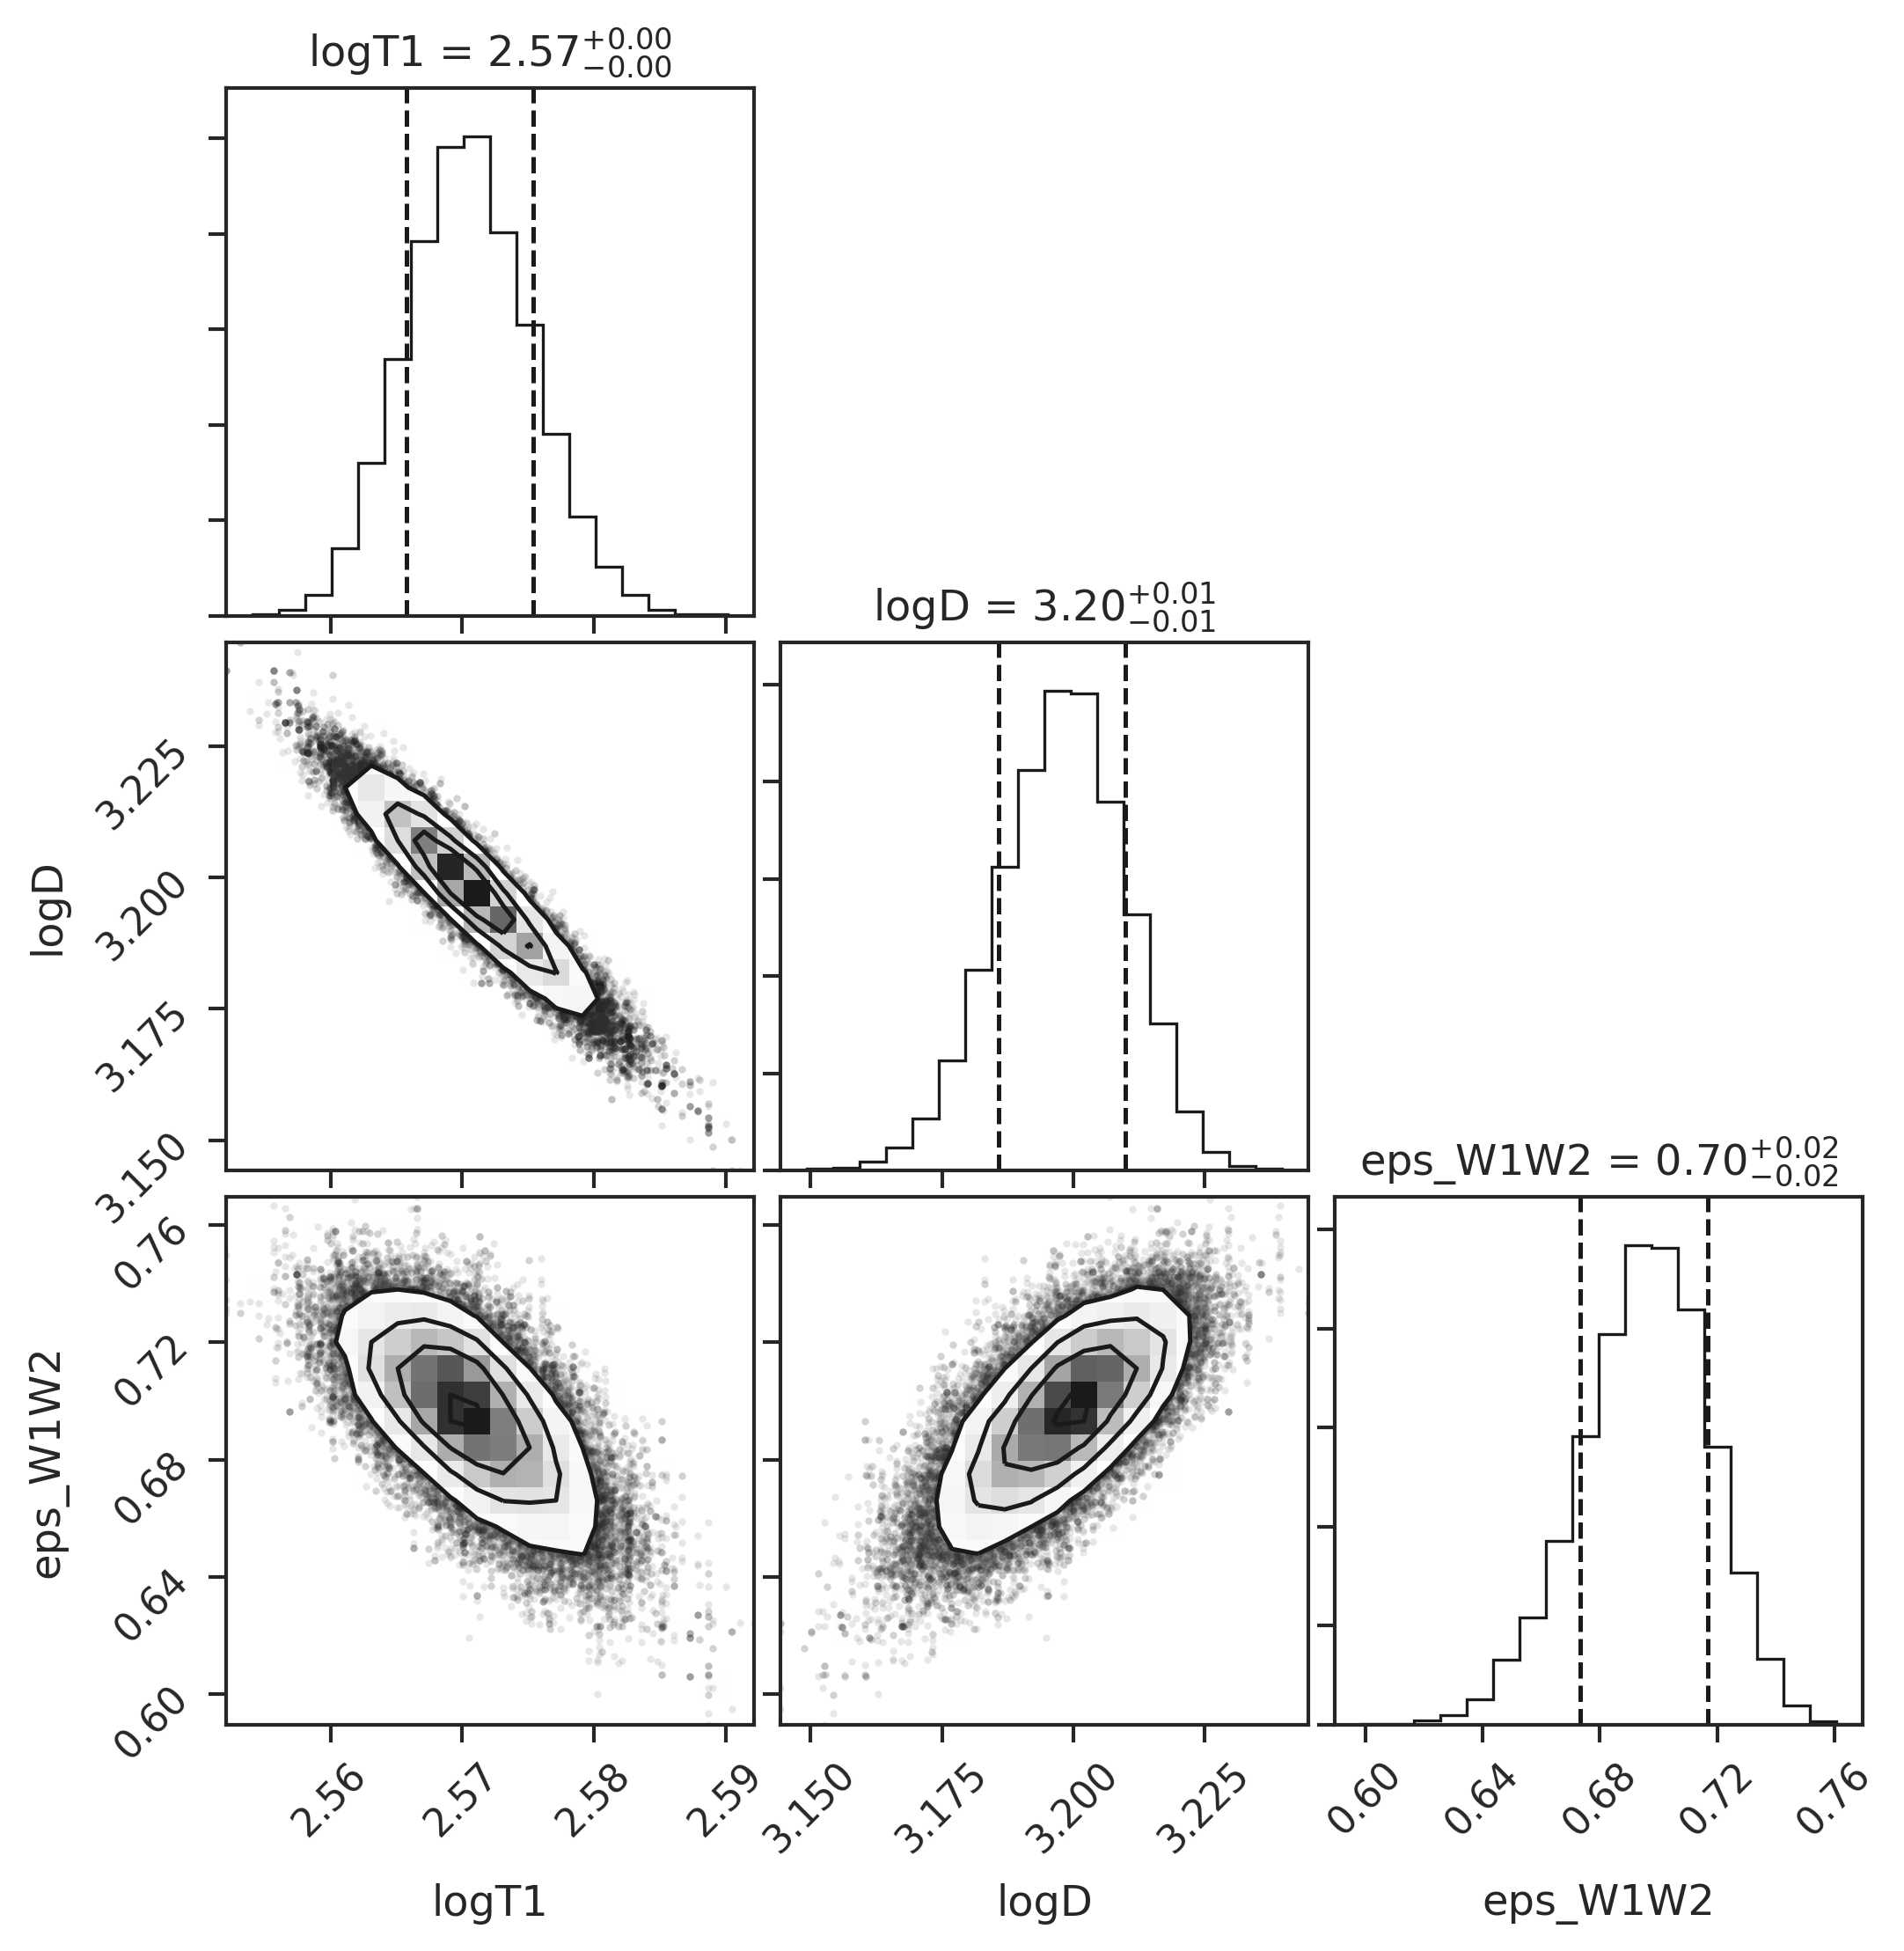 logT1 = 2.57+0.00−0.00
logD = 3.20+0.01−0.01
logD
3.225
3.200
3.175
3.150
eps_W1W2 = 0.70+0.02−0.02
eps_W1W2
0.76
0.72
0.68
0.64
0.60
2.56 2.57 2.58 2.59
3.150 3.175 3.200 3.225
0.60 0.64 0.68 0.72 0.76
logT1
logD
eps_W1W2